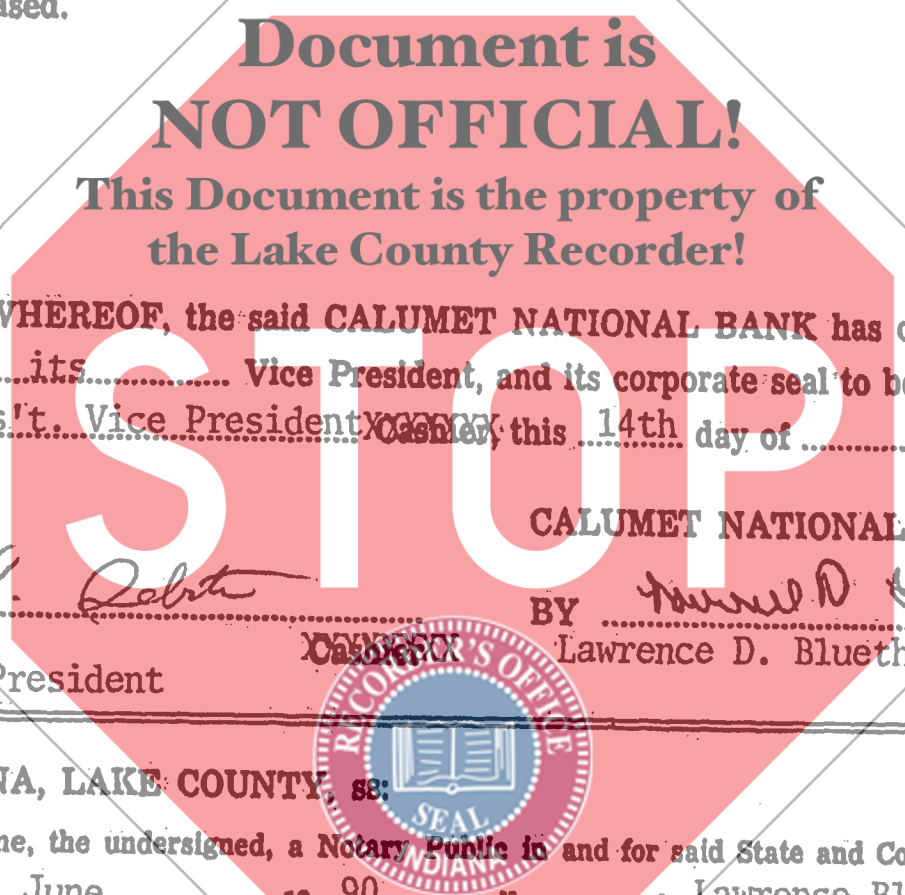 ased.
Document is
NOT OFFICIAL!
This Document is the property of
the Lake County Recorder!
WHEREOF, the said CALUMET NATIONAL BANK has
STOP
its Vice President, and its corporate seal to be
s't. Vice President Cashier, this 14th day of
CALUMET NATIONAL
BY
Cashier Lawrence D. Blueth
President
RECORDER'S OFFICE
NA, LAKE COUNTY, ss:
SEAL
INDIANA
me, the undersigned, a Notary Public in and for said State and Co
June 90 Lawrence Bl